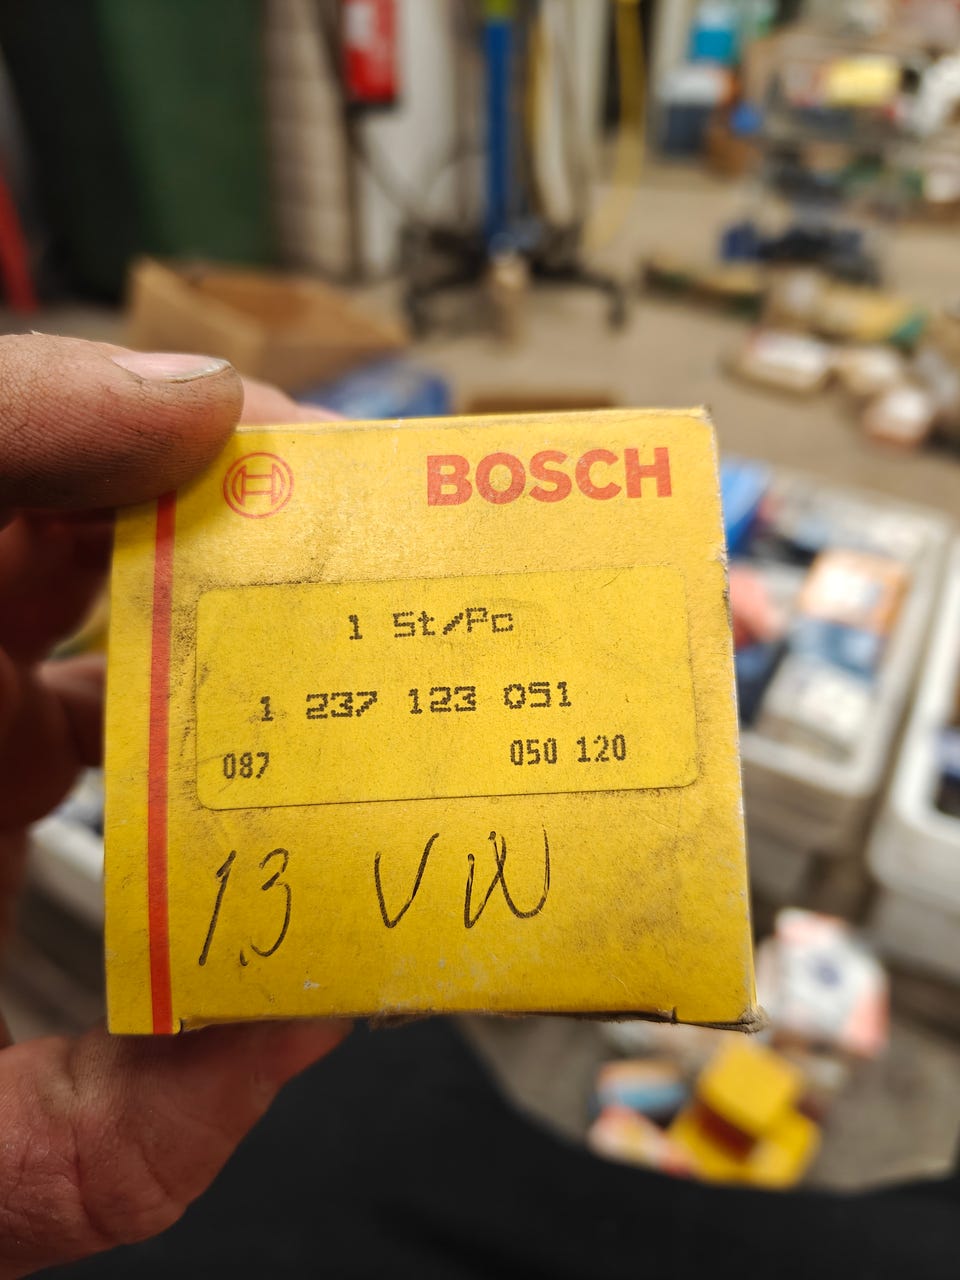 BOSCH
1 St/Pc
1 237 123 051
087 050 120
1.3 VW